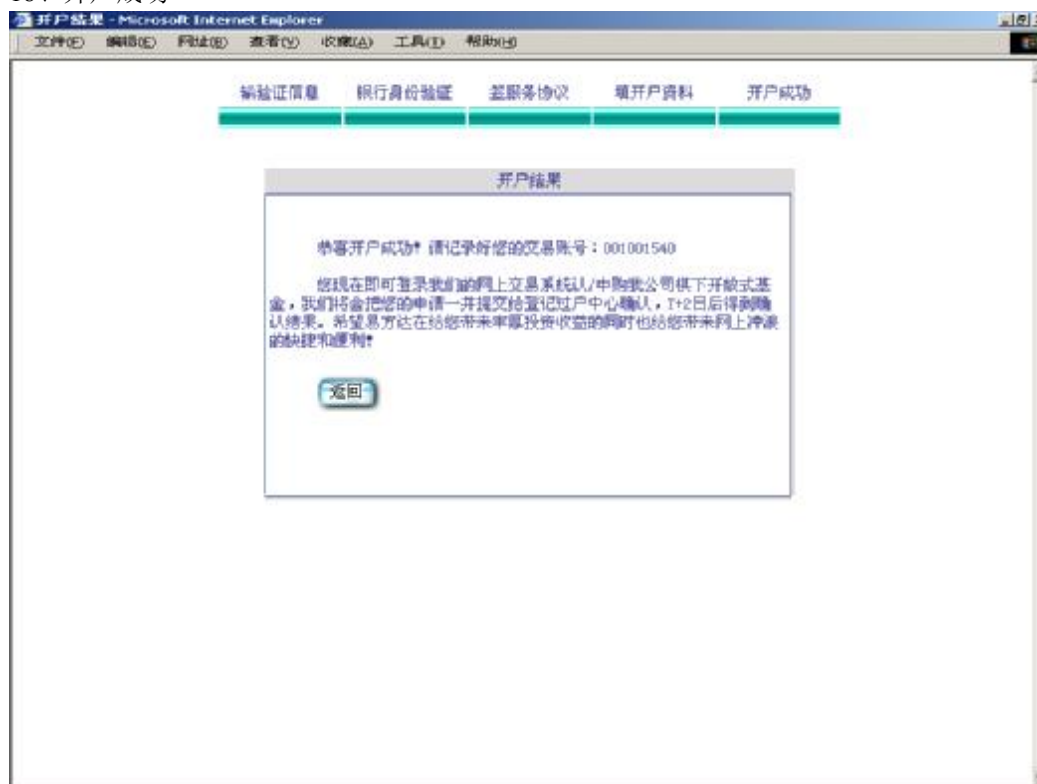 开户结果 - Microsoft Internet Explorer
文件(F) 编辑(E) 网址(B) 查看(V) 收藏(A) 工具(T) 帮助(H)
输验证信息 银行身份验证 签服务协议 填开户资料 开户成功
开户结果
恭喜开户成功！请记录好您的交易账号：001001540
您现在即可登录我们的网上交易系统认/申购我公司棋下开放式基
金，我们将会把您的申请一并提交给登记过户中心确认，T+2日后得到确
认结果。希望易方达在给您带来丰厚投资收益的同时也给您带来网上冲浪
的快捷和便利！
返回